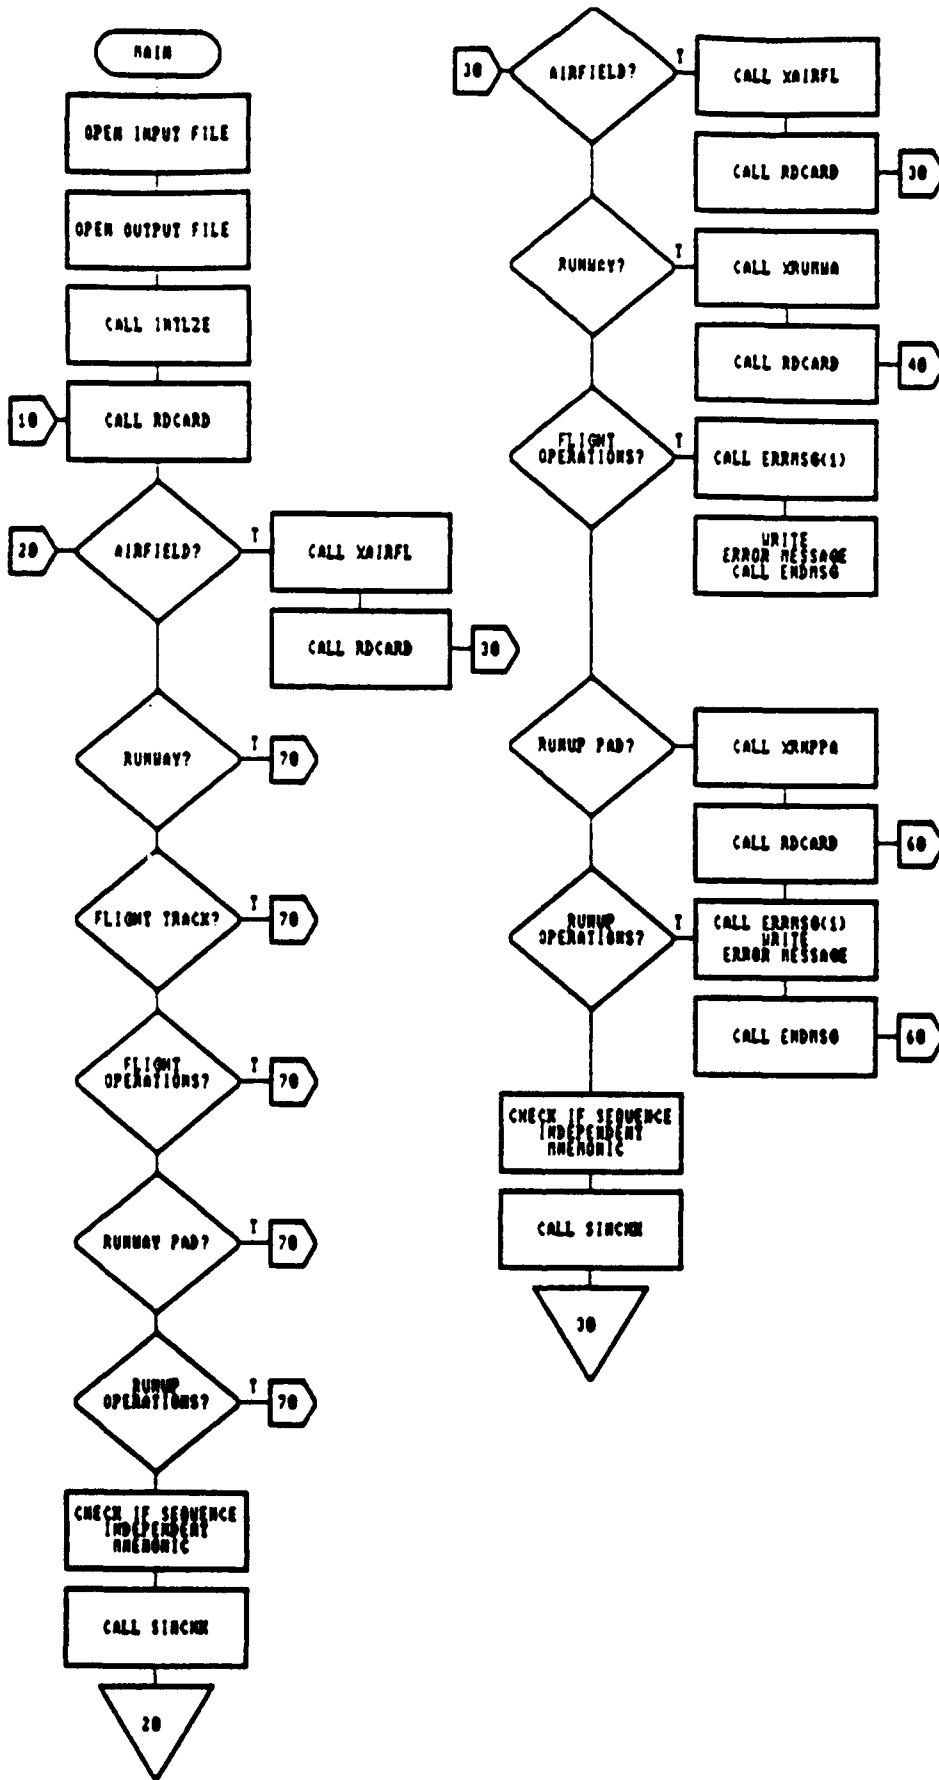 MAIN
OPEN INPUT FILE
OPEN OUTPUT FILE
CALL INTLZE
10
CALL RDCARD
20
AIRFIELD?
T
CALL XAIRFL
CALL RDCARD
30
RUNWAY?
T
70
FLIGHT TRACK?
T
70
FLIGHT
OPERATIONS?
T
70
RUNWAY PAD?
T
70
RUNUP
OPERATIONS?
T
70
CHECK IF SEQUENCE
INDEPENDENT
MNEMONIC
CALL SINCMN
20
30
AIRFIELD?
T
CALL XAIRFL
CALL RDCARD
30
RUNWAY?
T
CALL XRUNWA
CALL RDCARD
40
FLIGHT
OPERATIONS?
T
CALL ERRMSG(1)
WRITE
ERROR MESSAGE
CALL ENDMSG
RUNUP PAD?
CALL XRNPPA
CALL RDCARD
60
RUNUP
OPERATIONS?
T
CALL ERRMSG(1)
WRITE
ERROR MESSAGE
CALL ENDMSG
60
CHECK IF SEQUENCE
INDEPENDENT
MNEMONIC
CALL SINCMN
30